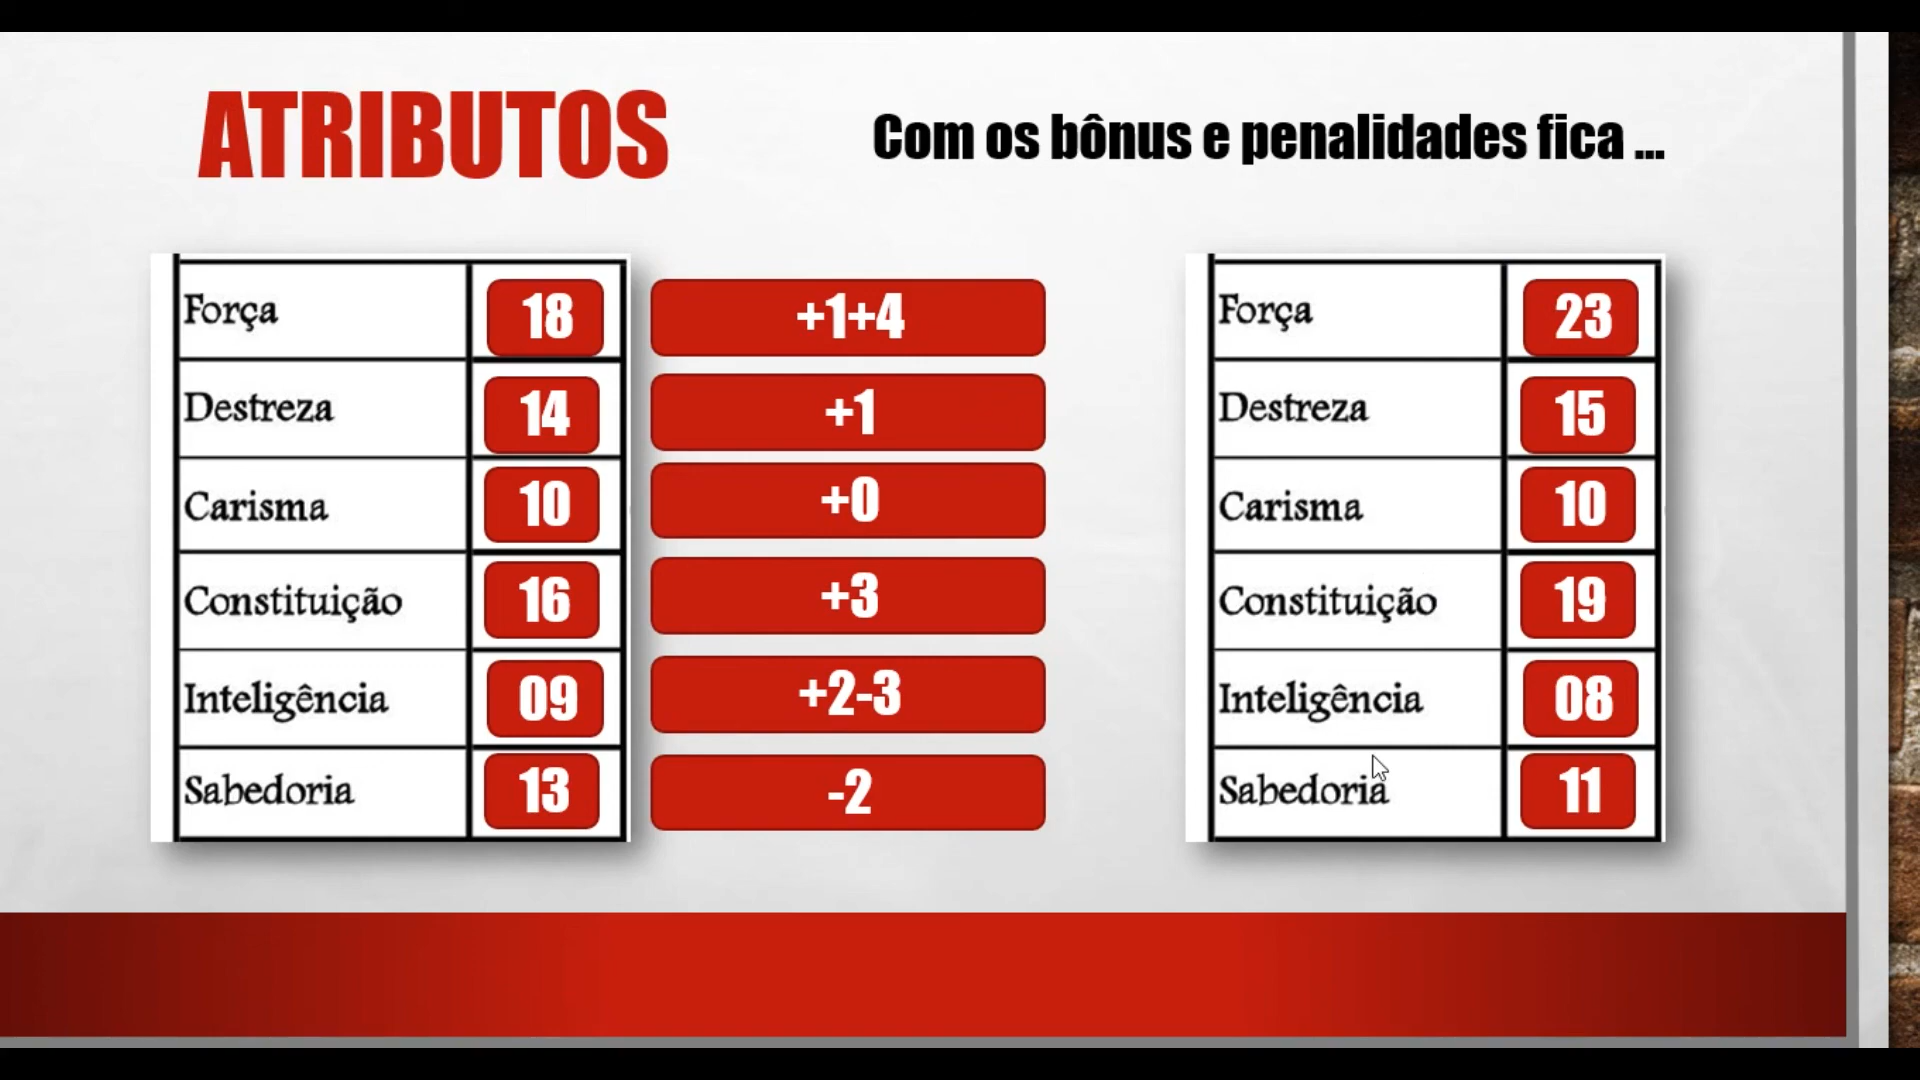 ATRIBUTOS
Com os bônus e penalidades fica ...
Força 18 +1+4 Força 23
Destreza 14 +1 Destreza 15
Carisma 10 +0 Carisma 10
Constituição 16 +3 Constituição 19
Inteligência 09 +2-3 Inteligência 08
Sabedoria 13 -2 Sabedoria 11